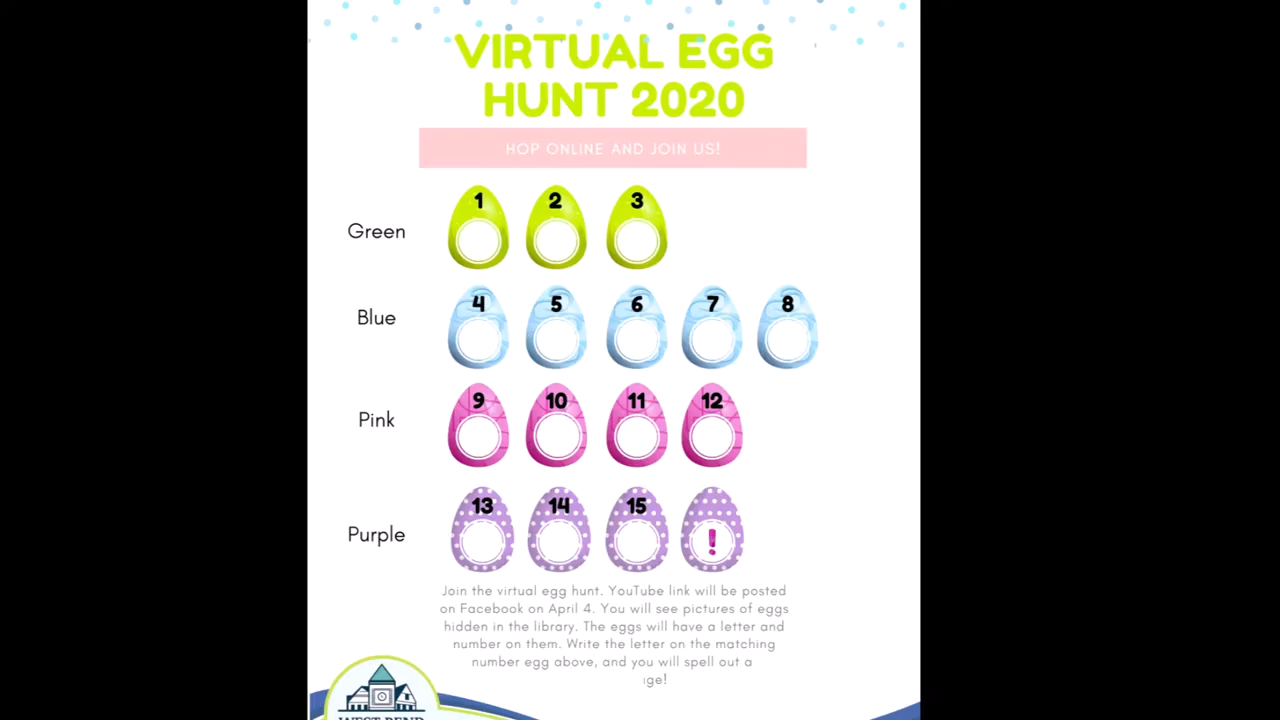 VIRTUAL EGG
HUNT 2020
HOP ONLINE AND JOIN US!
1 2 3
Green
4 5 6 7 8
Blue
9 10 11 12
Pink
13 14 15
!
Purple
Join the virtual egg hunt. YouTube link will be posted
on Facebook on April 4. You will see pictures of eggs
hidden in the library. The eggs will have a letter and
number on them. Write the letter on the matching
number egg above, and you will spell out a
ge!
WEST BEND